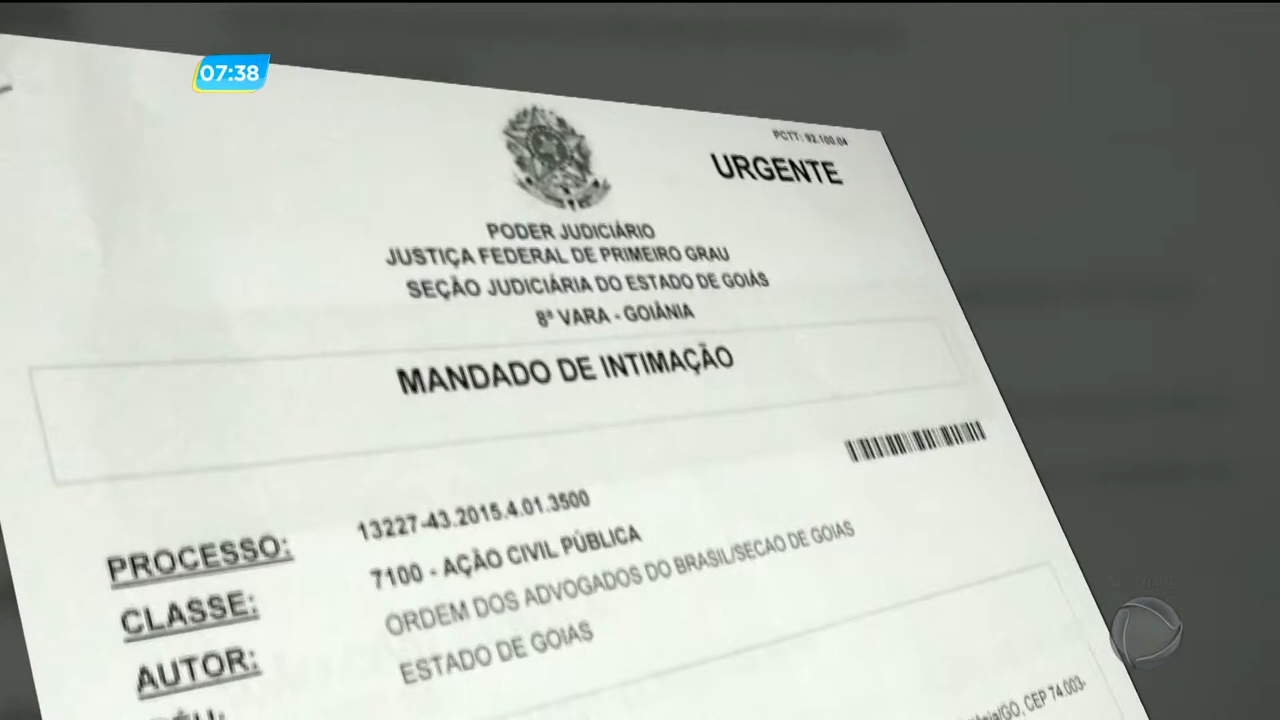 07:38
PCTT: 92.100.04
URGENTE
PODER JUDICIÁRIO
JUSTIÇA FEDERAL DE PRIMEIRO GRAU
SEÇÃO JUDICIÁRIA DO ESTADO DE GOIÁS
8ª VARA - GOIÂNIA
MANDADO DE INTIMAÇÃO
PROCESSO: 13227-43.2015.4.01.3500
CLASSE: 7100 - AÇÃO CIVIL PÚBLICA
AUTOR: ORDEM DOS ADVOGADOS DO BRASIL/SECAO DE GOIAS
RÉU: ESTADO DE GOIAS
CEP 74.003-